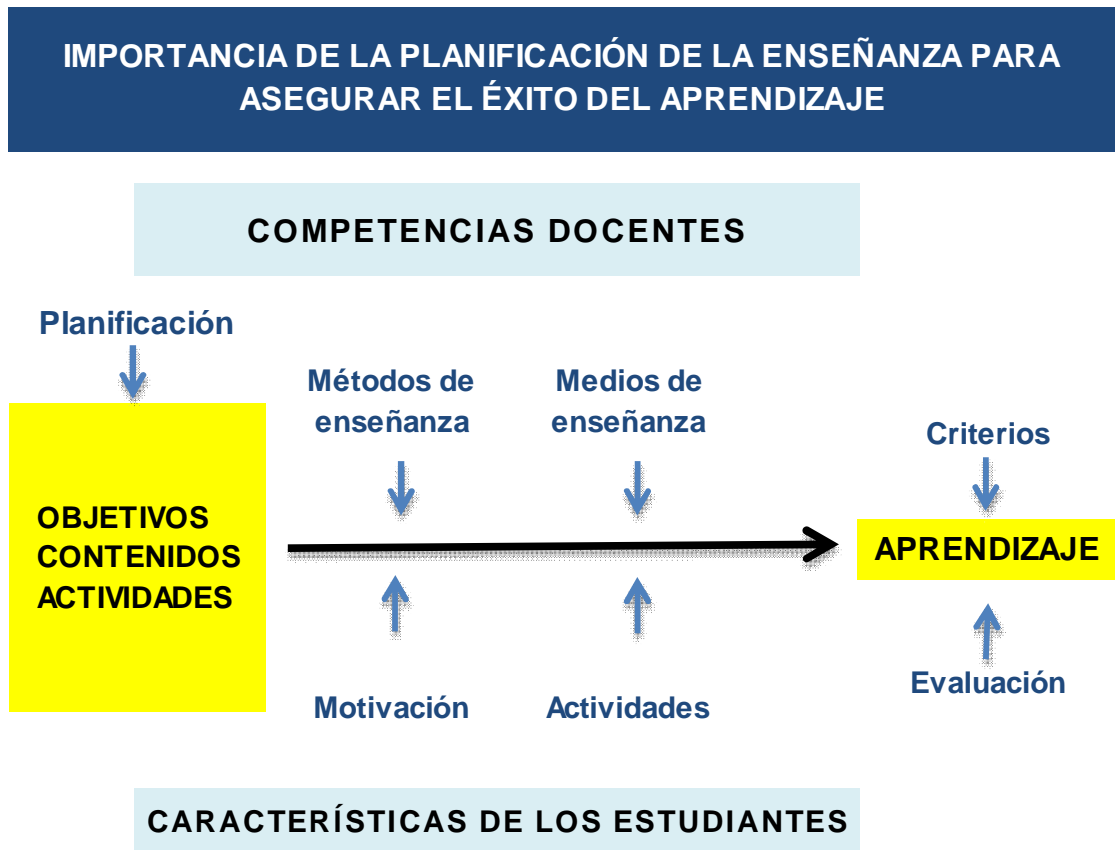 IMPORTANCIA DE LA PLANIFICACIÓN DE LA ENSEÑANZA PARA
ASEGURAR EL ÉXITO DEL APRENDIZAJE
COMPETENCIAS DOCENTES
Planificación
Métodos de
enseñanza
Medios de
enseñanza
Criterios
OBJETIVOS
CONTENIDOS
ACTIVIDADES
APRENDIZAJE
Motivación
Actividades
Evaluación
CARACTERÍSTICAS DE LOS ESTUDIANTES